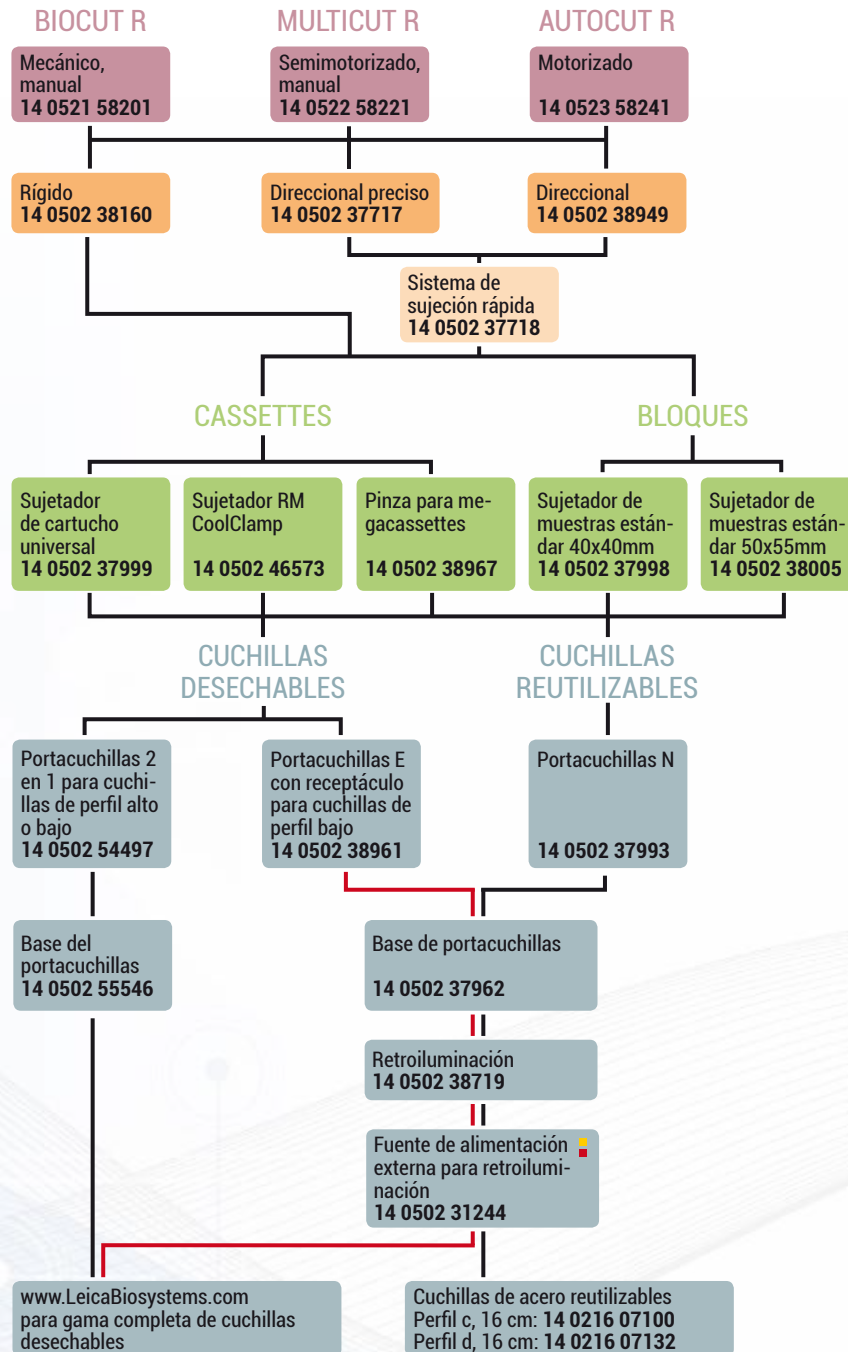 BIOCUT R
MULTICUT R
AUTOCUT R
Mecánico,
manual
14 0521 58201
Semimotorizado,
manual
14 0522 58221
Motorizado
14 0523 58241
Rígido
14 0502 38160
Direccional preciso
14 0502 37717
Direccional
14 0502 38949
Sistema de
sujeción rápida
14 0502 37718
CASSETTES
BLOQUES
Sujetador
de cartucho
universal
14 0502 37999
Sujetador RM
CoolClamp
14 0502 46573
Pinza para me-
gacassettes
14 0502 38967
Sujetador de
muestras están-
dar 40x40mm
14 0502 37998
Sujetador de
muestras están-
dar 50x55mm
14 0502 38005
CUCHILLAS
DESECHABLES
CUCHILLAS
REUTILIZABLES
Portacuchillas 2
en 1 para cuchi-
llas de perfil alto
o bajo
14 0502 54497
Portacuchillas E
con receptáculo
para cuchillas de
perfil bajo
14 0502 38961
Portacuchillas N
14 0502 37993
Base del
portacuchillas
14 0502 55546
Base de portacuchillas
14 0502 37962
Retroiluminación
14 0502 38719
Fuente de alimentación
externa para retroilumi-
nación
14 0502 31244
www.LeicaBiosystems.com
para gama completa de cuchillas
desechables
Cuchillas de acero reutilizables
Perfil c, 16 cm: 14 0216 07100
Perfil d, 16 cm: 14 0216 07132